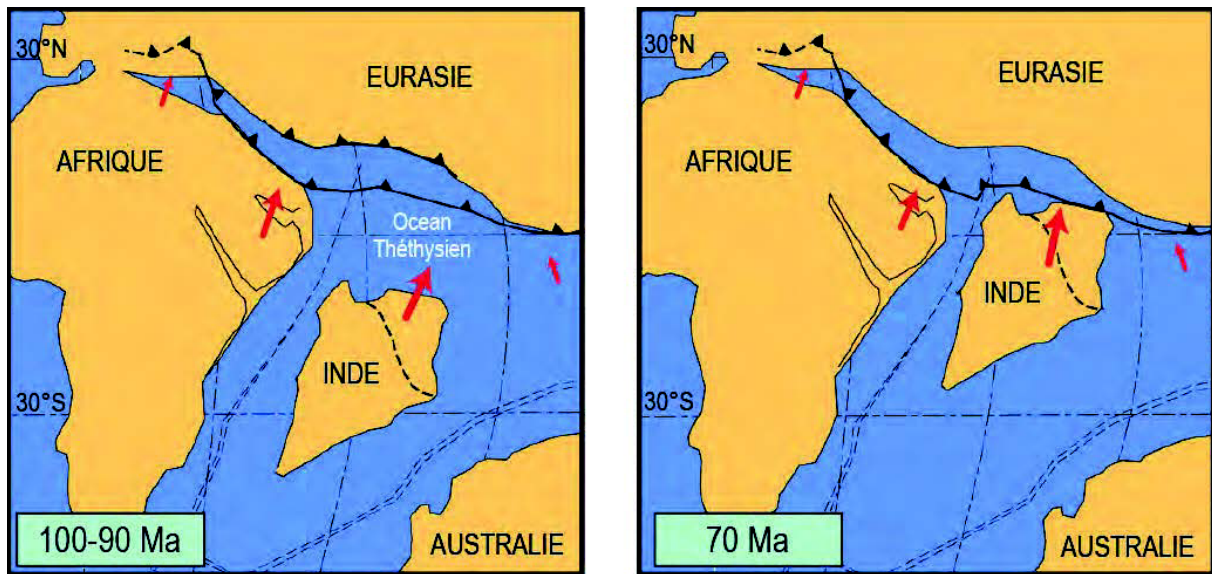 30°N
EURASIE
AFRIQUE
Ocean
Théthysien
INDE
30°S
100-90 Ma
AUSTRALIE
30°N
EURASIE
AFRIQUE
INDE
30°S
70 Ma
AUSTRALIE